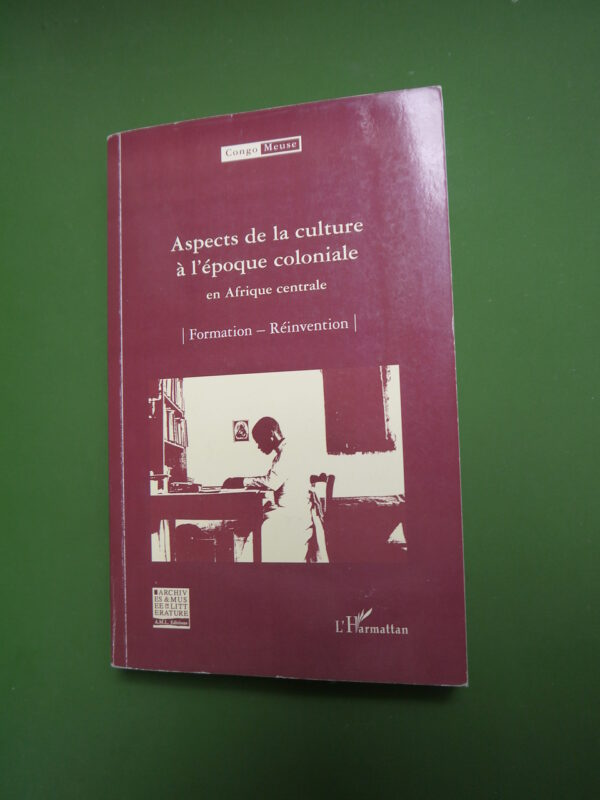 Congo Meuse
Aspects de la culture
à l'époque coloniale
en Afrique centrale
| Formation – Réinvention |
ARCHIV
ES & MUS
EE DE LITT
ERATURE
A.M.L. Editions
L'Harmattan